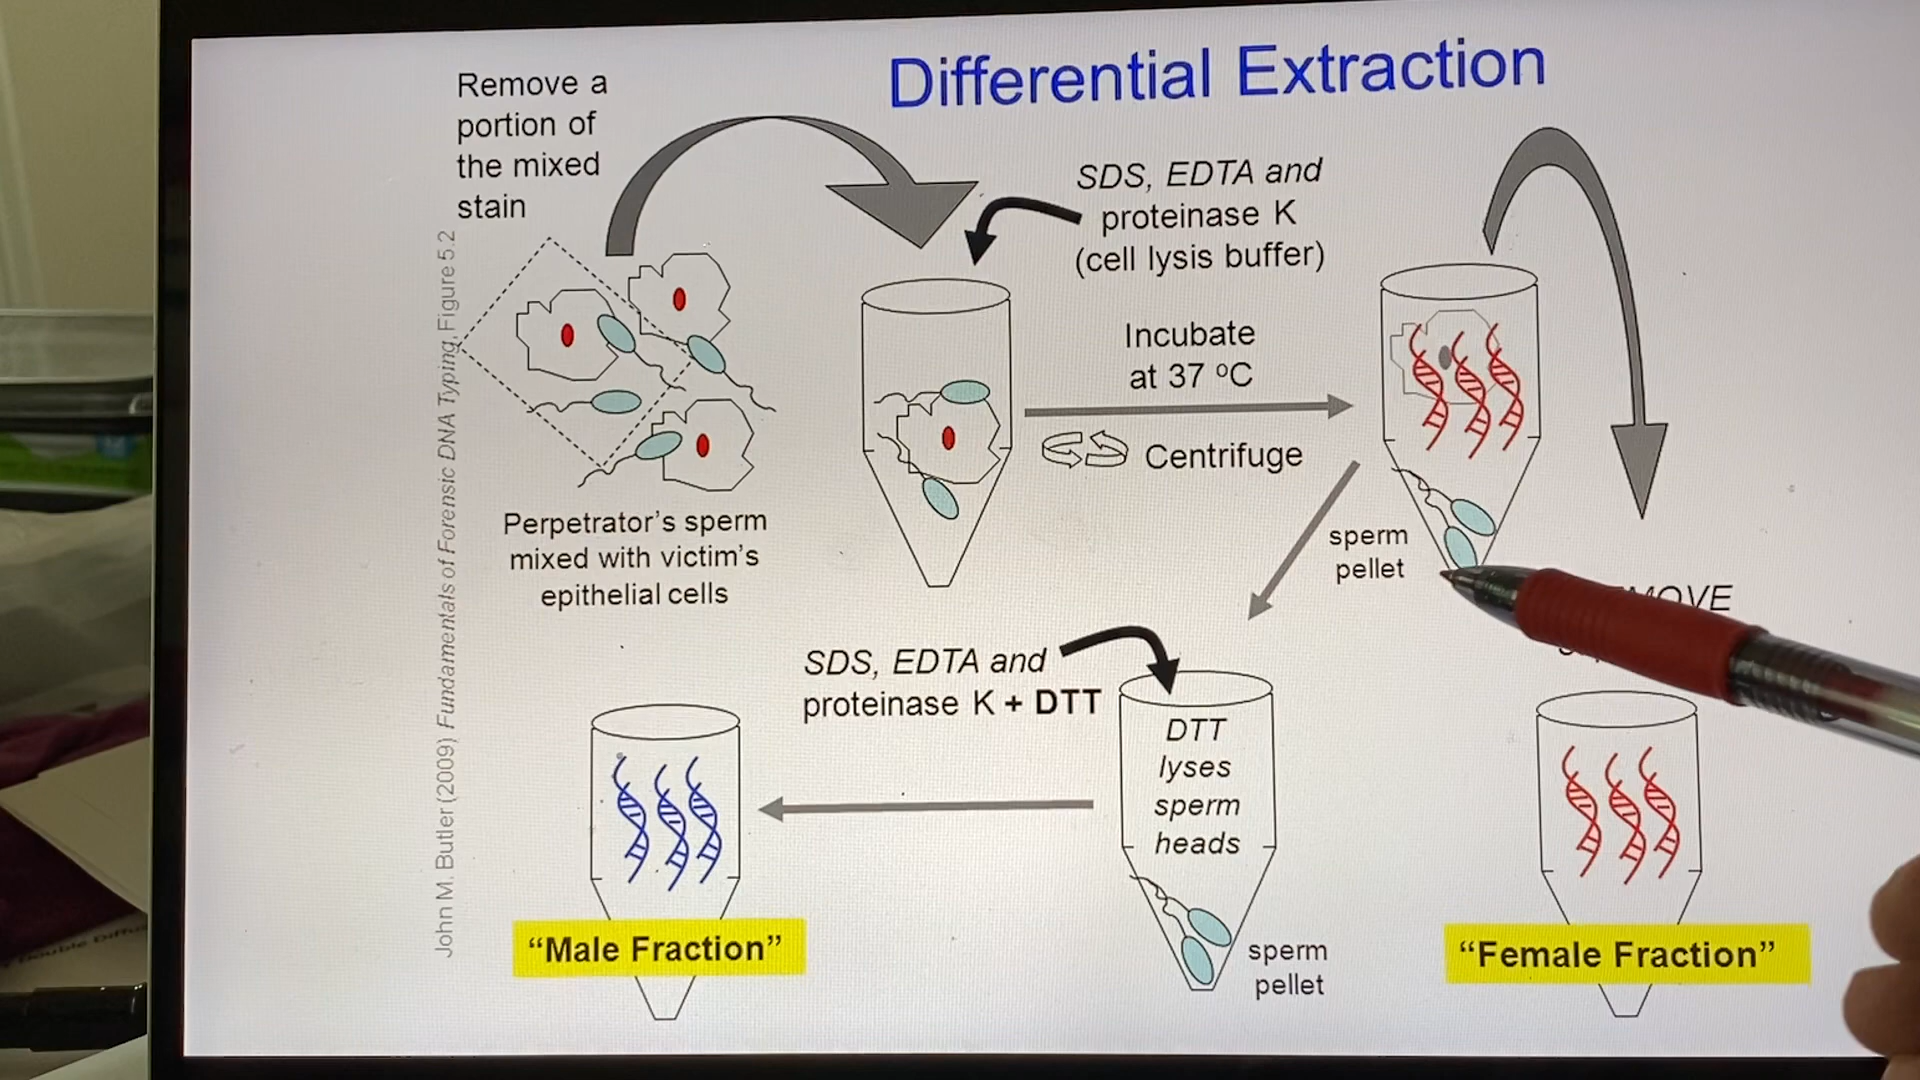 Differential Extraction
Remove a
portion of
the mixed
stain
SDS, EDTA and
proteinase K
(cell lysis buffer)
Incubate
at 37 ºC
Centrifuge
Perpetrator’s sperm
mixed with victim’s
epithelial cells
sperm
pellet
SDS, EDTA and
proteinase K + DTT
DTT
lyses
sperm
heads
sperm
pellet
“Male Fraction”
“Female Fraction”
John M. Butler (2009) Fundamentals of Forensic DNA Typing, Figure 5.2